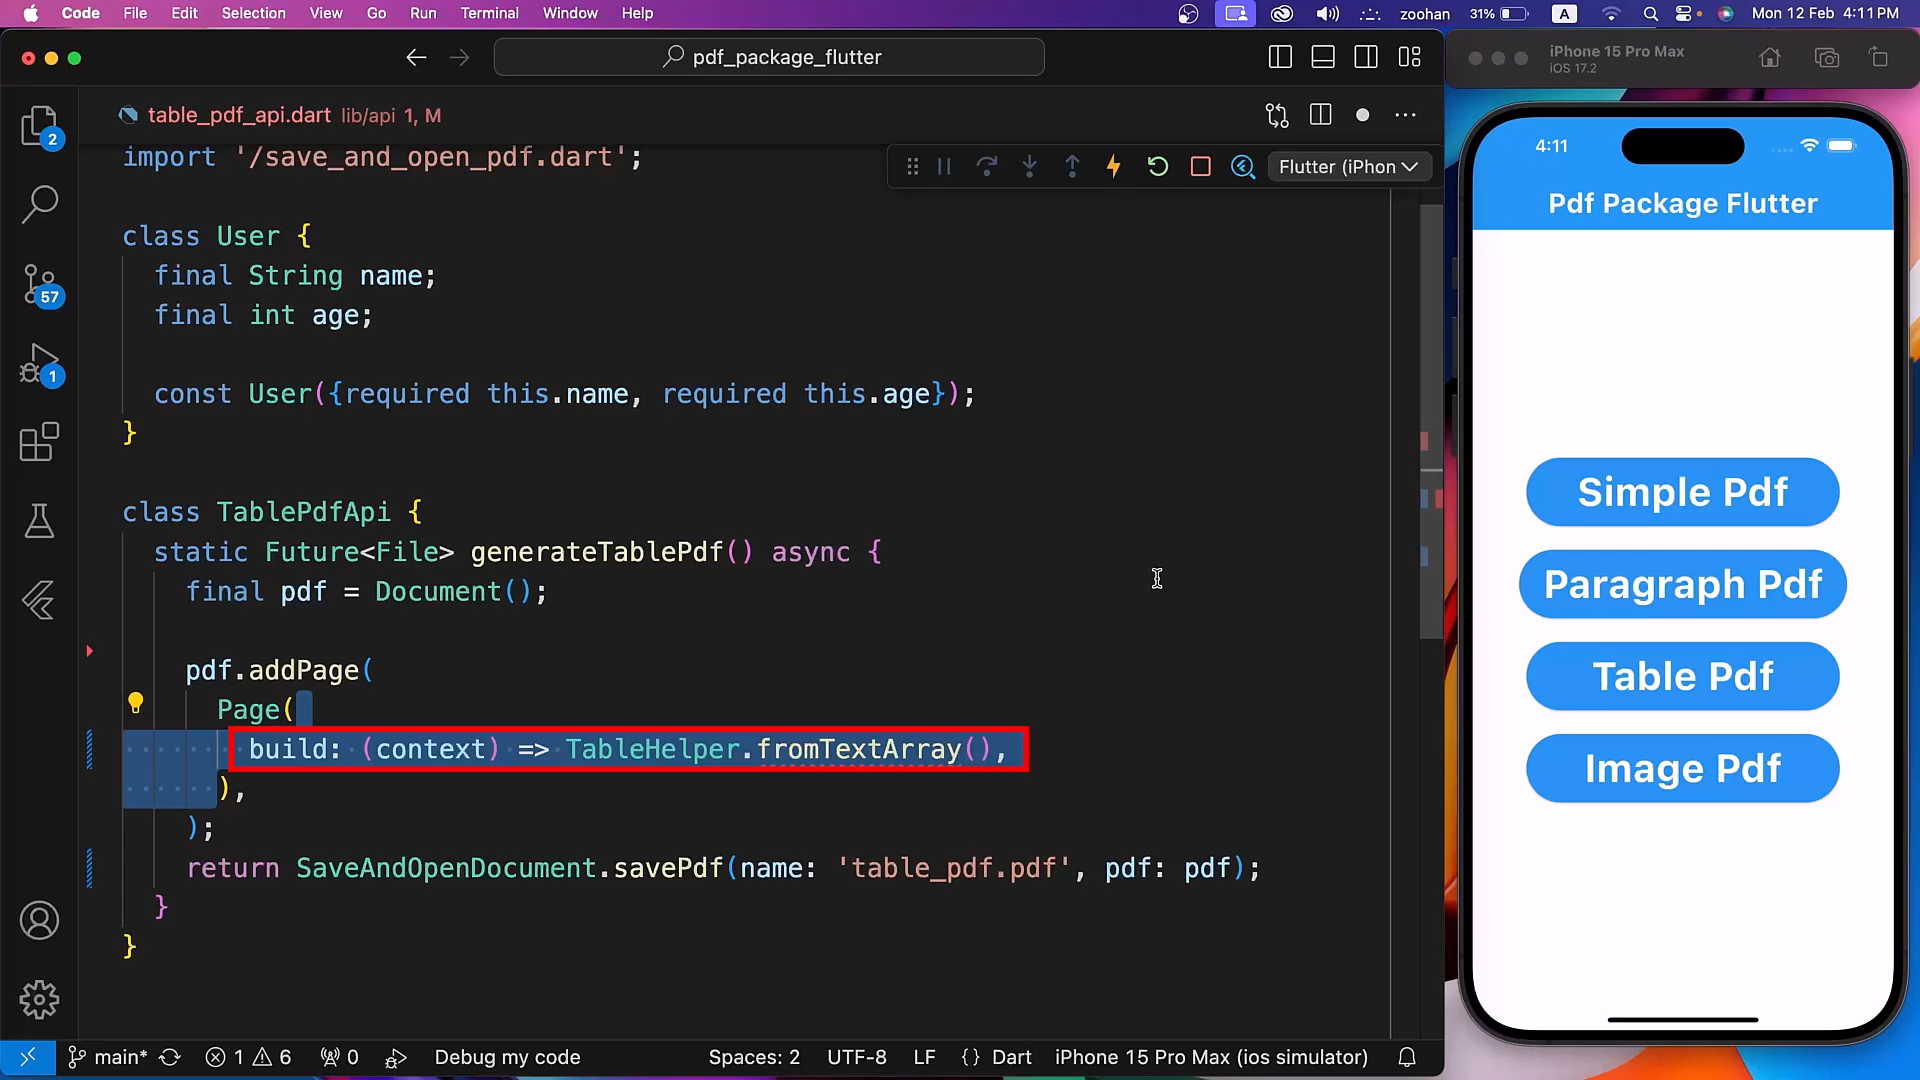 Code File Edit Selection View Go Run Terminal Window Help
A zoohan 31% Mon 12 Feb 4:11 PM
pdf_package_flutter
table_pdf_api.dart lib/api 1, M
import '/save_and_open_pdf.dart';
Flutter (iPhon
class User {
final String name;
final int age;
const User({required this.name, required this.age});
}
class TablePdfApi {
static Future<File> generateTablePdf() async {
final pdf = Document();
pdf.addPage(
Page(
build: (context) => TableHelper.fromTextArray(),
),
);
return SaveAndOpenDocument.savePdf(name: 'table_pdf.pdf', pdf: pdf);
}
}
2
57
1
main* 1 6 0 Debug my code Spaces: 2 UTF-8 LF {} Dart iPhone 15 Pro Max (ios simulator)
iPhone 15 Pro Max
iOS 17.2
4:11
Pdf Package Flutter
Simple Pdf
Paragraph Pdf
Table Pdf
Image Pdf